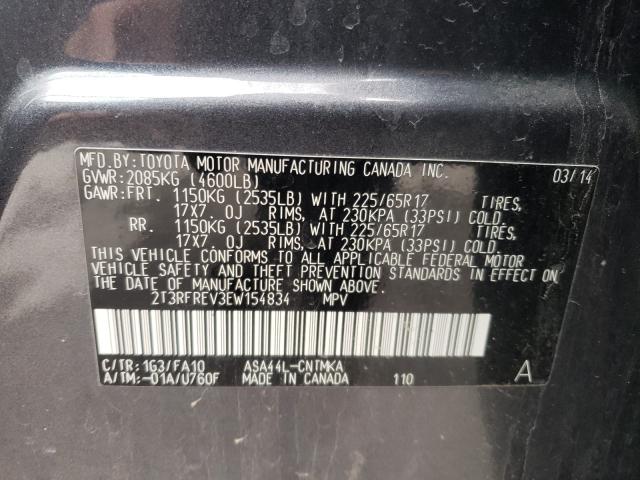 MFD.BY:TOYOTA MOTOR MANUFACTURING CANADA INC. 03/14
GVWR:2085KG (4600LB)
GAWR:FRT. 1150KG (2535LB) WITH 225/65R17 TIRES,
17X7. 0J RIMS, AT 230KPA (33PSI) COLD.
RR. 1150KG (2535LB) WITH 225/65R17 TIRES,
17X7. 0J RIMS, AT 230KPA (33PSI) COLD.
THIS VEHICLE CONFORMS TO ALL APPLICABLE FEDERAL MOTOR
VEHICLE SAFETY AND THEFT PREVENTION STANDARDS IN EFFECT ON
THE DATE OF MANUFACTURE SHOWN ABOVE.
2T3RFREV3EW154834 MPV
C/TR: 1G3/FA10 ASA44L-CNTMKA
A/TM:-01A/U760F MADE IN CANADA 110 A